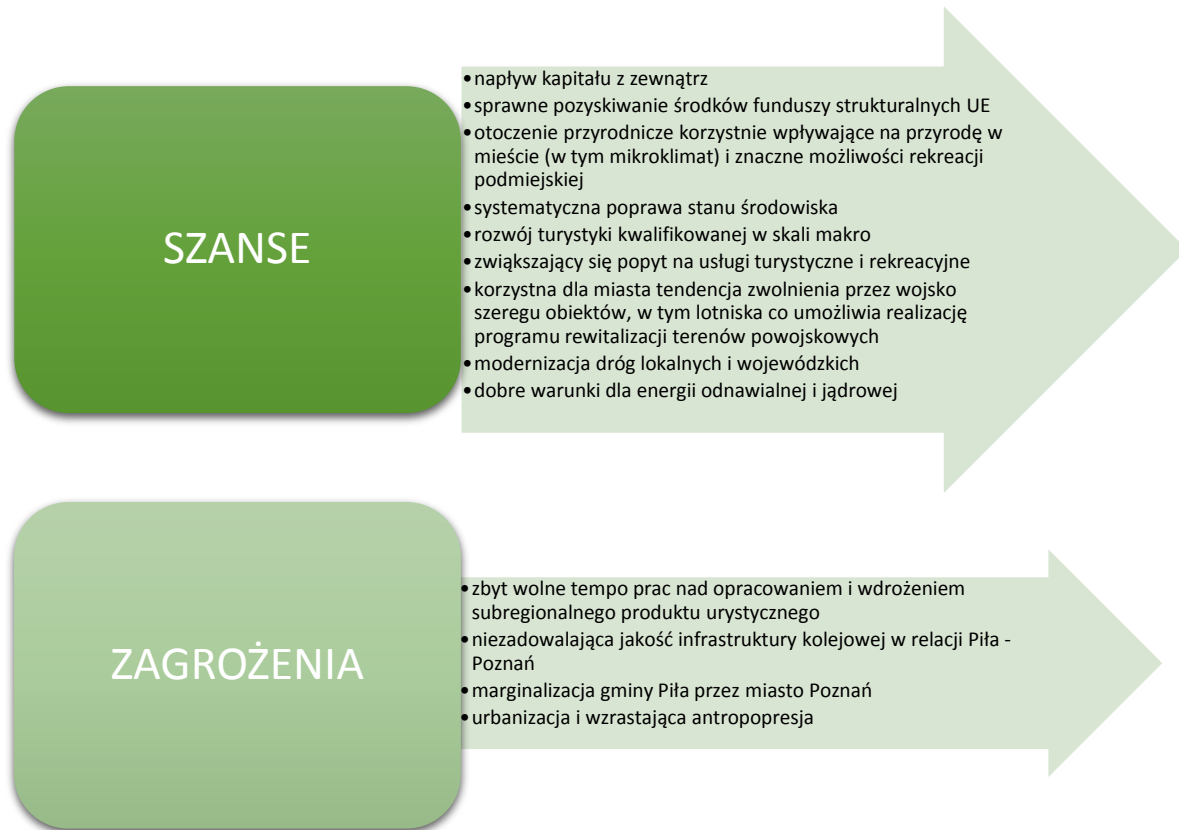 SZANSE
•napływ kapitału z zewnątrz
•sprawne pozyskiwanie środków funduszy strukturalnych UE
•otoczenie przyrodnicze korzystnie wpływające na przyrodę w
mieście (w tym mikroklimat) i znaczne możliwości rekreacji
podmiejskiej
•systematyczna poprawa stanu środowiska
•rozwój turystyki kwalifikowanej w skali makro
•zwiąkszający się popyt na usługi turystyczne i rekreacyjne
•korzystna dla miasta tendencja zwolnienia przez wojsko
szeregu obiektów, w tym lotniska co umożliwia realizację
programu rewitalizacji terenów powojskowych
•modernizacja dróg lokalnych i wojewódzkich
•dobre warunki dla energii odnawialnej i jądrowej
ZAGROŻENIA
•zbyt wolne tempo prac nad opracowaniem i wdrożeniem
subregionalnego produktu urystycznego
•niezadowalająca jakość infrastruktury kolejowej w relacji Piła -
Poznań
•marginalizacja gminy Piła przez miasto Poznań
•urbanizacja i wzrastająca antropopresja